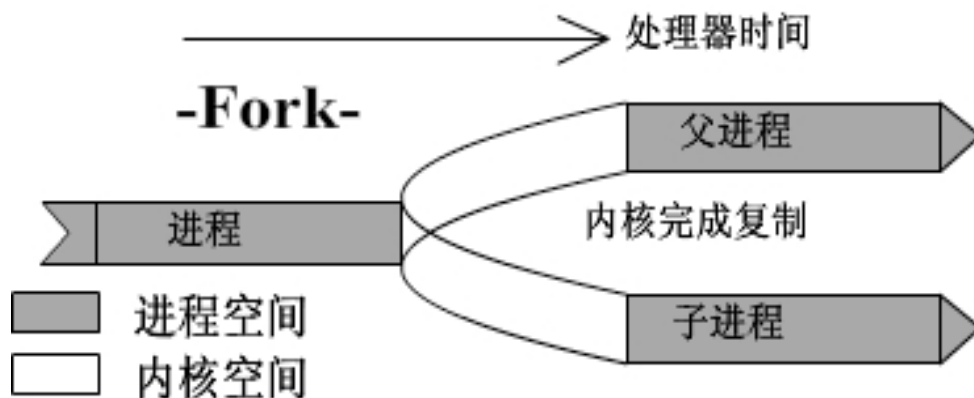 处理器时间
-Fork-
父进程
进程
内核完成复制
子进程
进程空间
内核空间